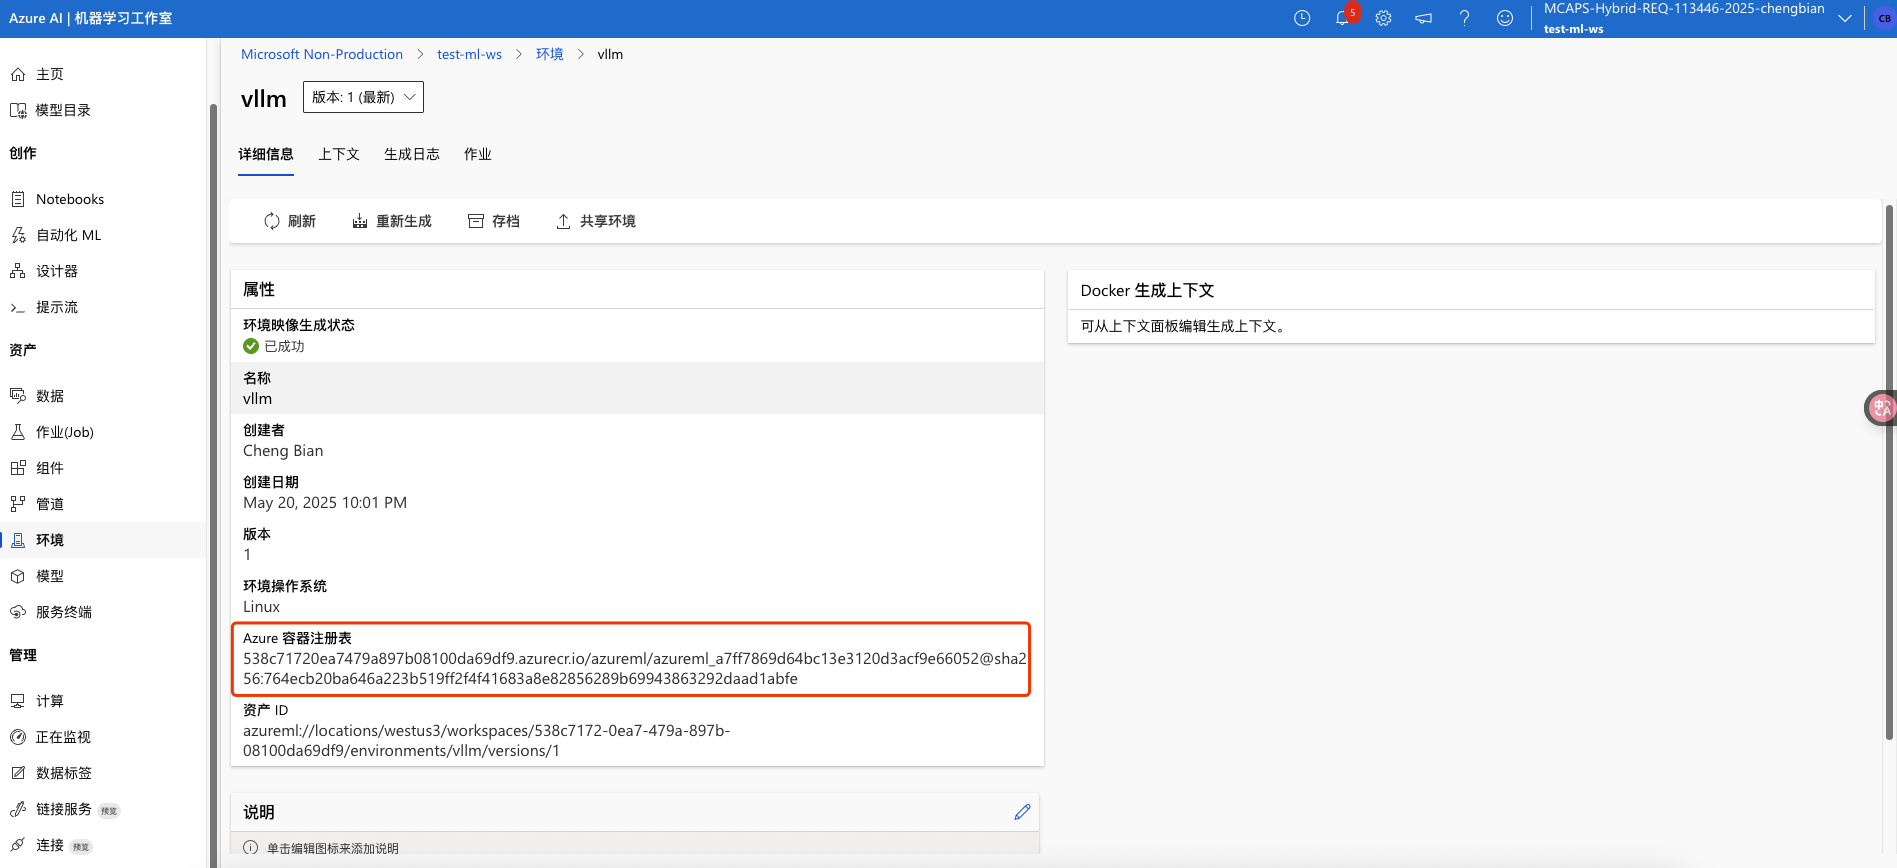 Azure AI | 机器学习工作室
5
MCAPS-Hybrid-REQ-113446-2025-chengbian
test-ml-ws
CB
主页
模型目录
创作
Notebooks
自动化 ML
设计器
提示流
资产
数据
作业(Job)
组件
管道
环境
模型
服务终端
管理
计算
正在监视
数据标签
链接服务 预览
连接 预览
Microsoft Non-Production > test-ml-ws > 环境 > vllm
vllm 版本: 1 (最新)
详细信息 上下文 生成日志 作业
刷新 重新生成 存档 共享环境
属性
环境映像生成状态
已成功
名称
vllm
创建者
Cheng Bian
创建日期
May 20, 2025 10:01 PM
版本
1
环境操作系统
Linux
Azure 容器注册表
538c71720ea7479a897b08100da69df9.azurecr.io/azureml/azureml_a7ff7869d64bc13e3120d3acf9e66052@sha2
56:764ecb20ba646a223b519ff2f4f41683a8e82856289b69943863292daad1abfe
资产 ID
azureml://locations/westus3/workspaces/538c7172-0ea7-479a-897b-
08100da69df9/environments/vllm/versions/1
说明
单击编辑图标来添加说明
Docker 生成上下文
可从上下文面板编辑生成上下文。
中A